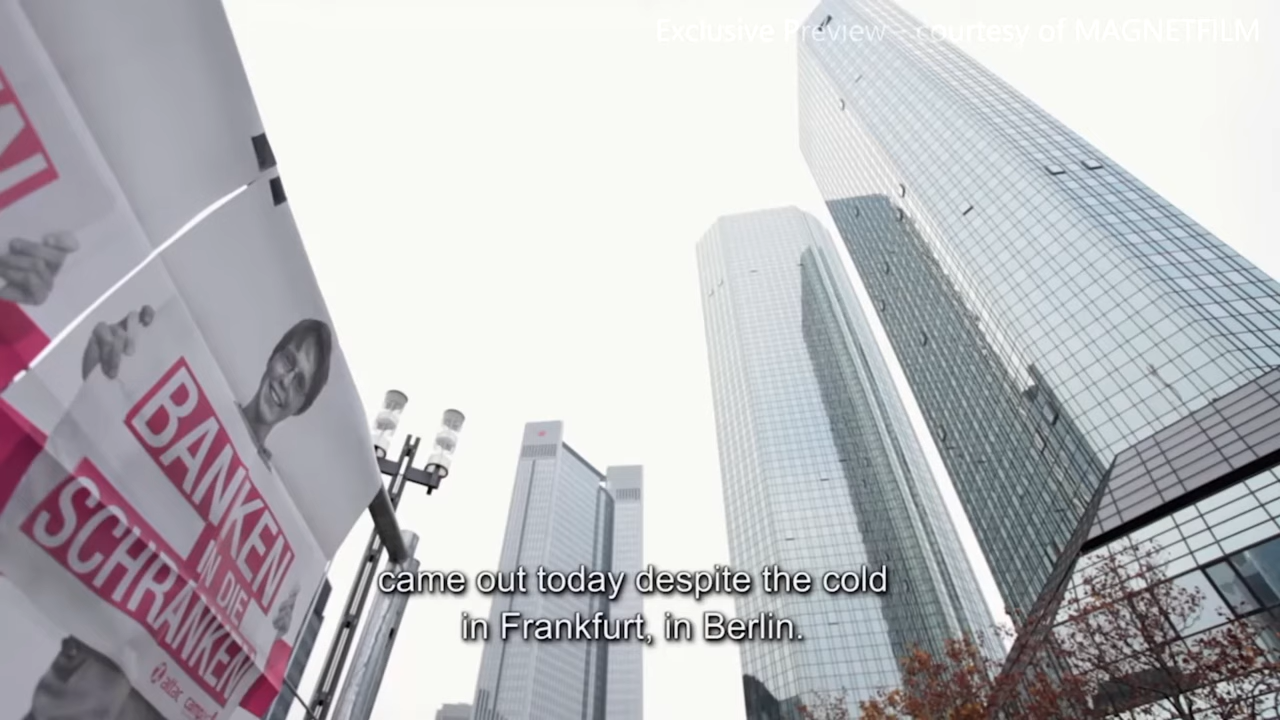 Exclusive Preview - courtesy of MAGNETFILM
BANKEN
IN DIE
SCHRANKEN!
attac
came out today despite the cold
in Frankfurt, in Berlin.